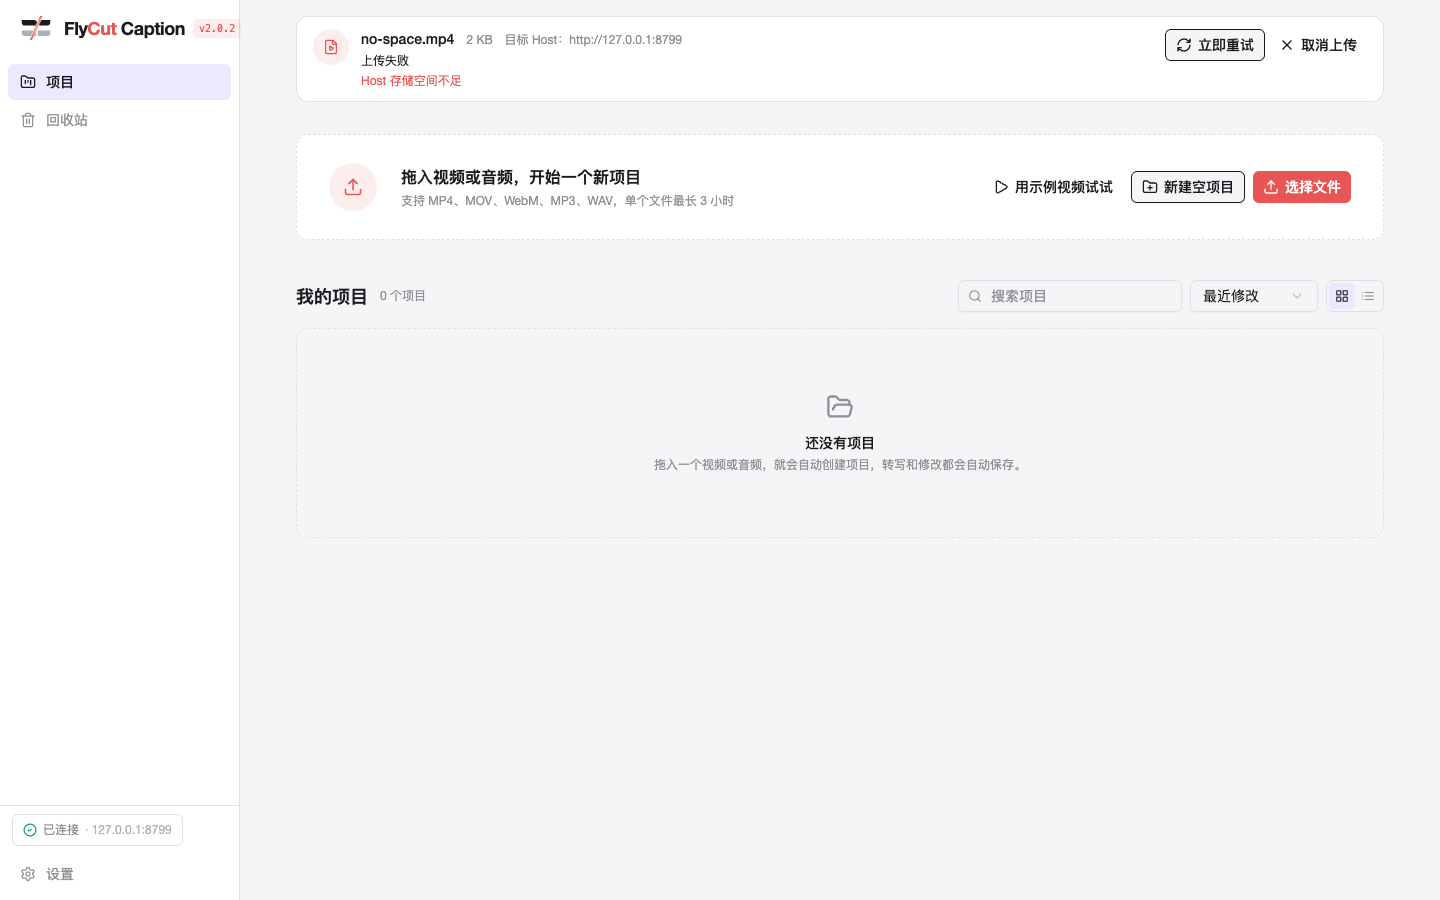 FlyCut Caption v2.0.2
项目
回收站
no-space.mp4 2 KB 目标 Host：http://127.0.0.1:8799
上传失败
Host 存储空间不足
立即重试 取消上传
拖入视频或音频，开始一个新项目
支持 MP4、MOV、WebM、MP3、WAV，单个文件最长 3 小时
用示例视频试试 新建空项目 选择文件
我的项目 0 个项目
搜索项目 最近修改
还没有项目
拖入一个视频或音频，就会自动创建项目，转写和修改都会自动保存。
已连接 · 127.0.0.1:8799
设置